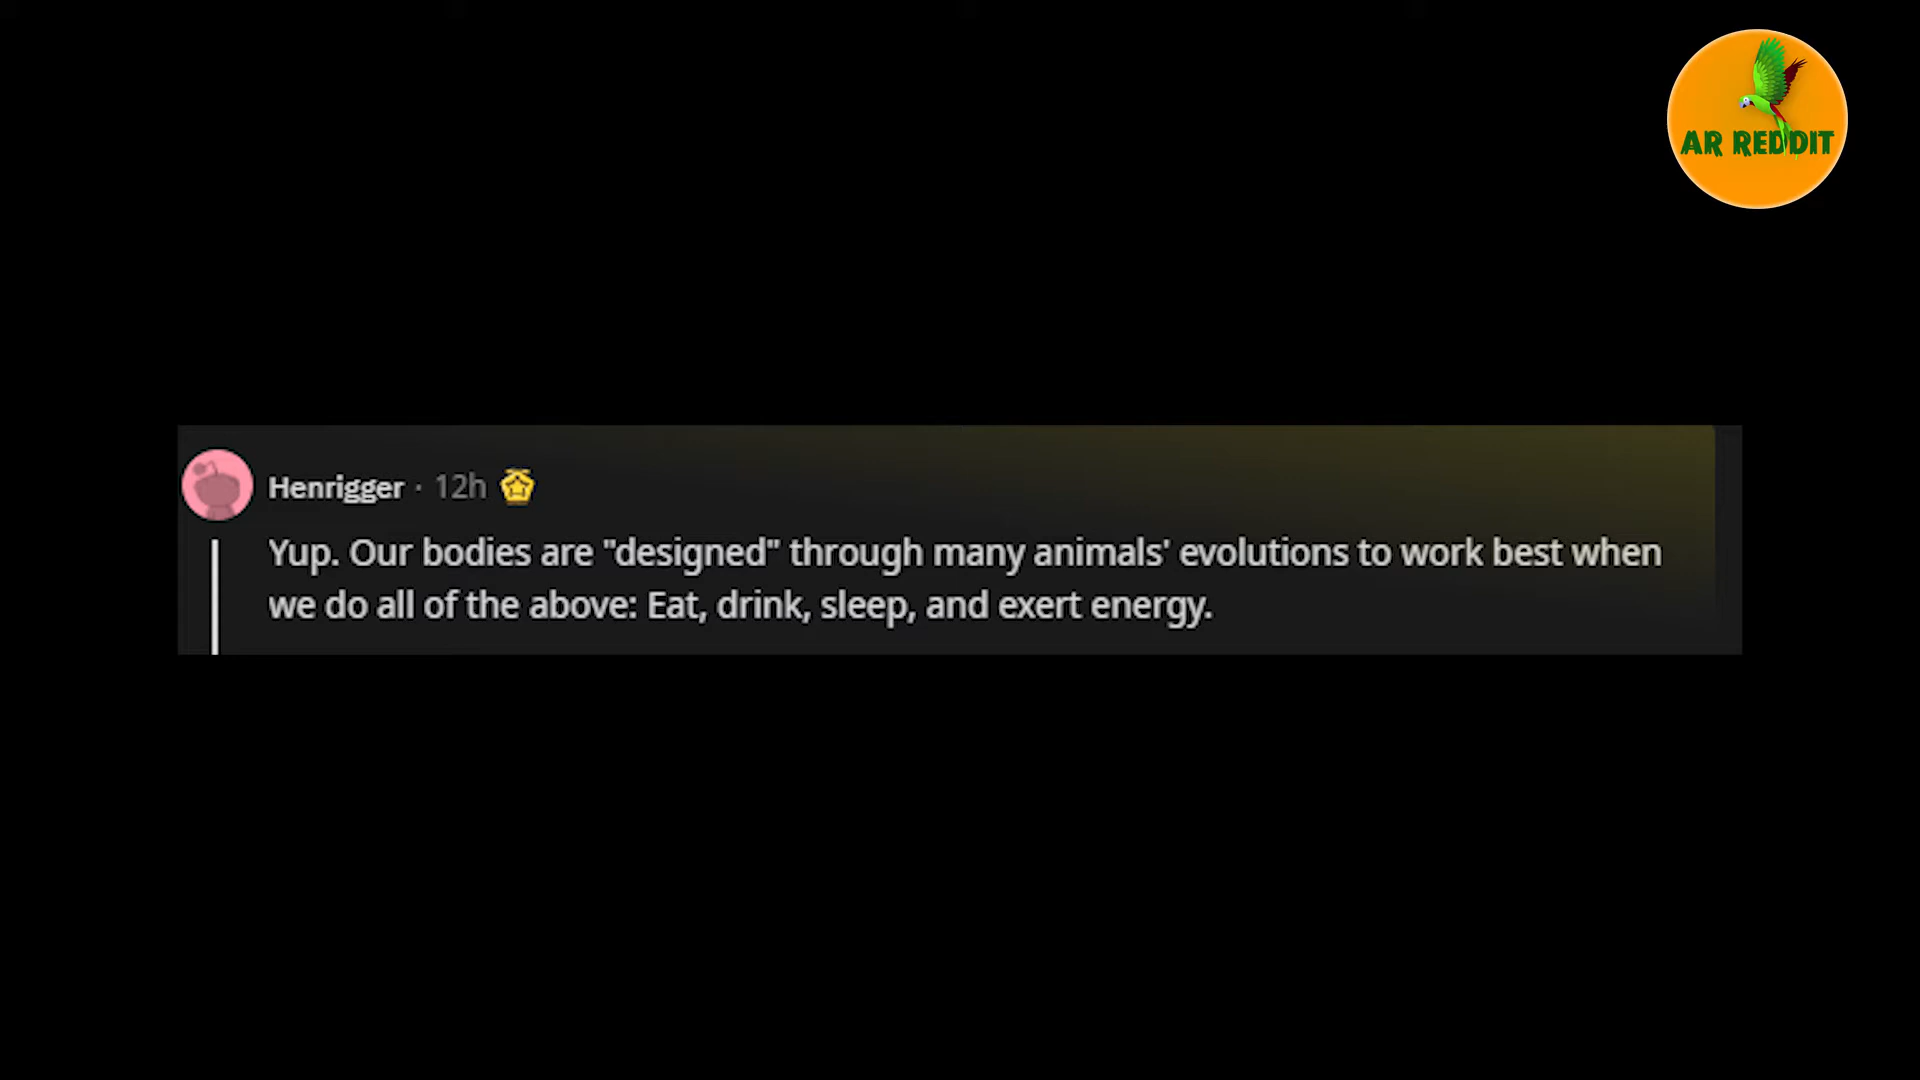 AR REDDIT
Henrigger · 12h
Yup. Our bodies are "designed" through many animals' evolutions to work best when
we do all of the above: Eat, drink, sleep, and exert energy.